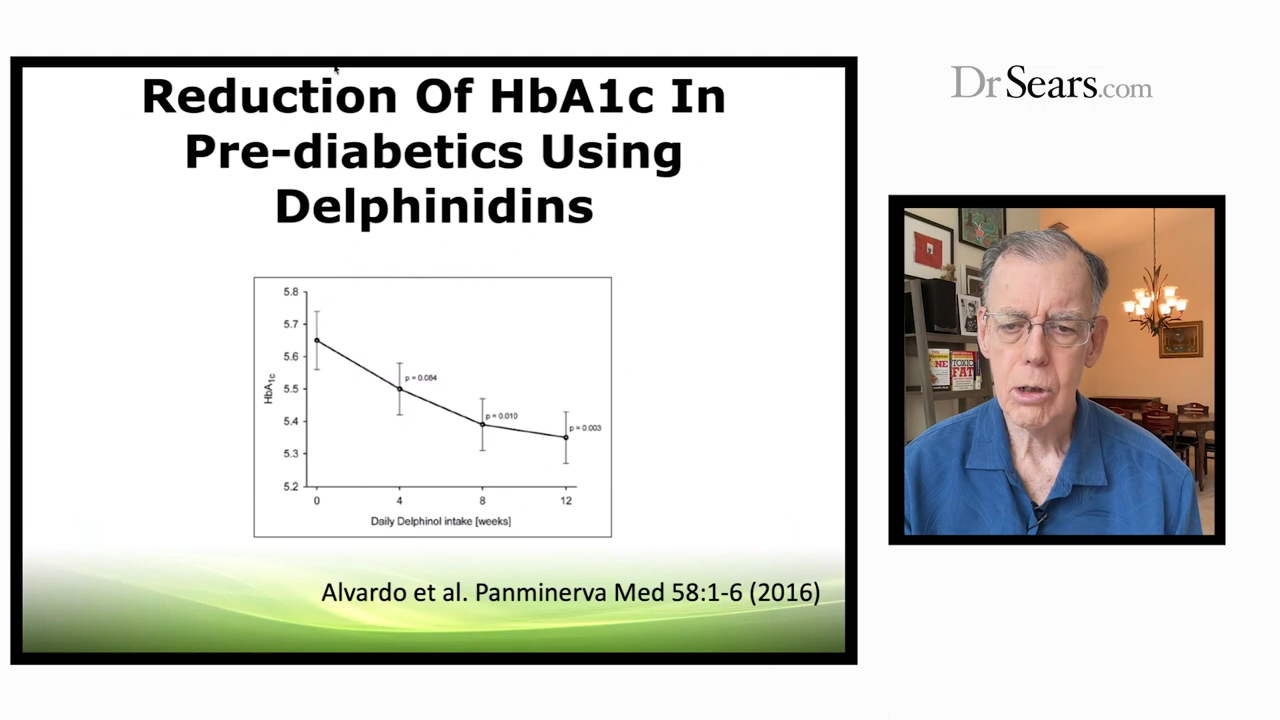 Reduction Of HbA1c In
Pre-diabetics Using
Delphinidins
5.8
5.7
5.6
5.5
5.4
5.3
5.2
HbA1c
p = 0.084
p = 0.010
p = 0.003
0 4 8 12
Daily Delphinol intake [weeks]
Alvardo et al. Panminerva Med 58:1-6 (2016)
DrSears.com
TOXIC
FAT